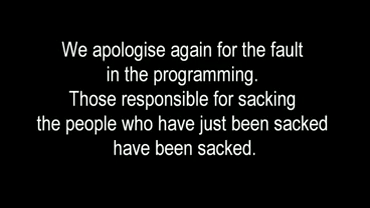 We apologise again for the fault
in the programming.
Those responsible for sacking
the people who have just been sacked
have been sacked.